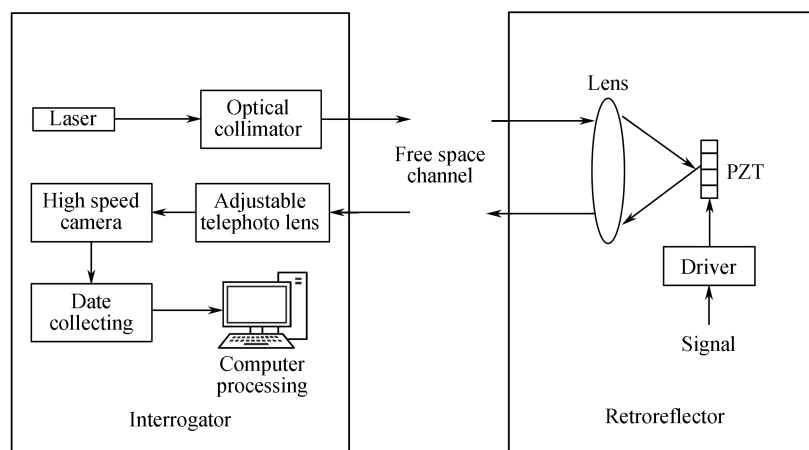 Laser
Optical
collimator
Free space
channel
Lens
PZT
Driver
Signal
High speed
camera
Adjustable
telephoto lens
Date
collecting
Computer
processing
Interrogator
Retroreflector